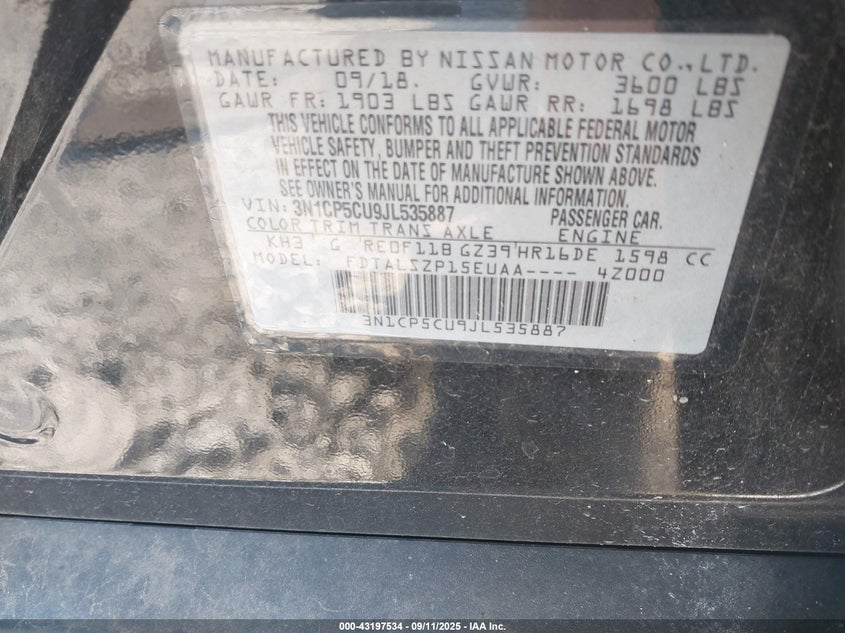 MANUFACTURED BY NISSAN MOTOR CO., LTD.
DATE: 09/18. GVWR: 3600 LBS
GAWR FR: 1903 LBS GAWR RR: 1698 LBS
THIS VEHICLE CONFORMS TO ALL APPLICABLE FEDERAL MOTOR
VEHICLE SAFETY, BUMPER AND THEFT PREVENTION STANDARDS
IN EFFECT ON THE DATE OF MANUFACTURE SHOWN ABOVE.
SEE OWNER'S MANUAL FOR ADDITIONAL INFORMATION.
VIN: 3N1CP5CU9JL535887 PASSENGER CAR.
COLOR TRIM TRANS AXLE ENGINE
KH3 G RE0F11B GZ39 HR16DE 1598 CC
MODEL: FDTALSZP15EUAA---- 4Z000
3N1CP5CU9JL535887
000-43197534 - 09/11/2025 - IAA Inc.